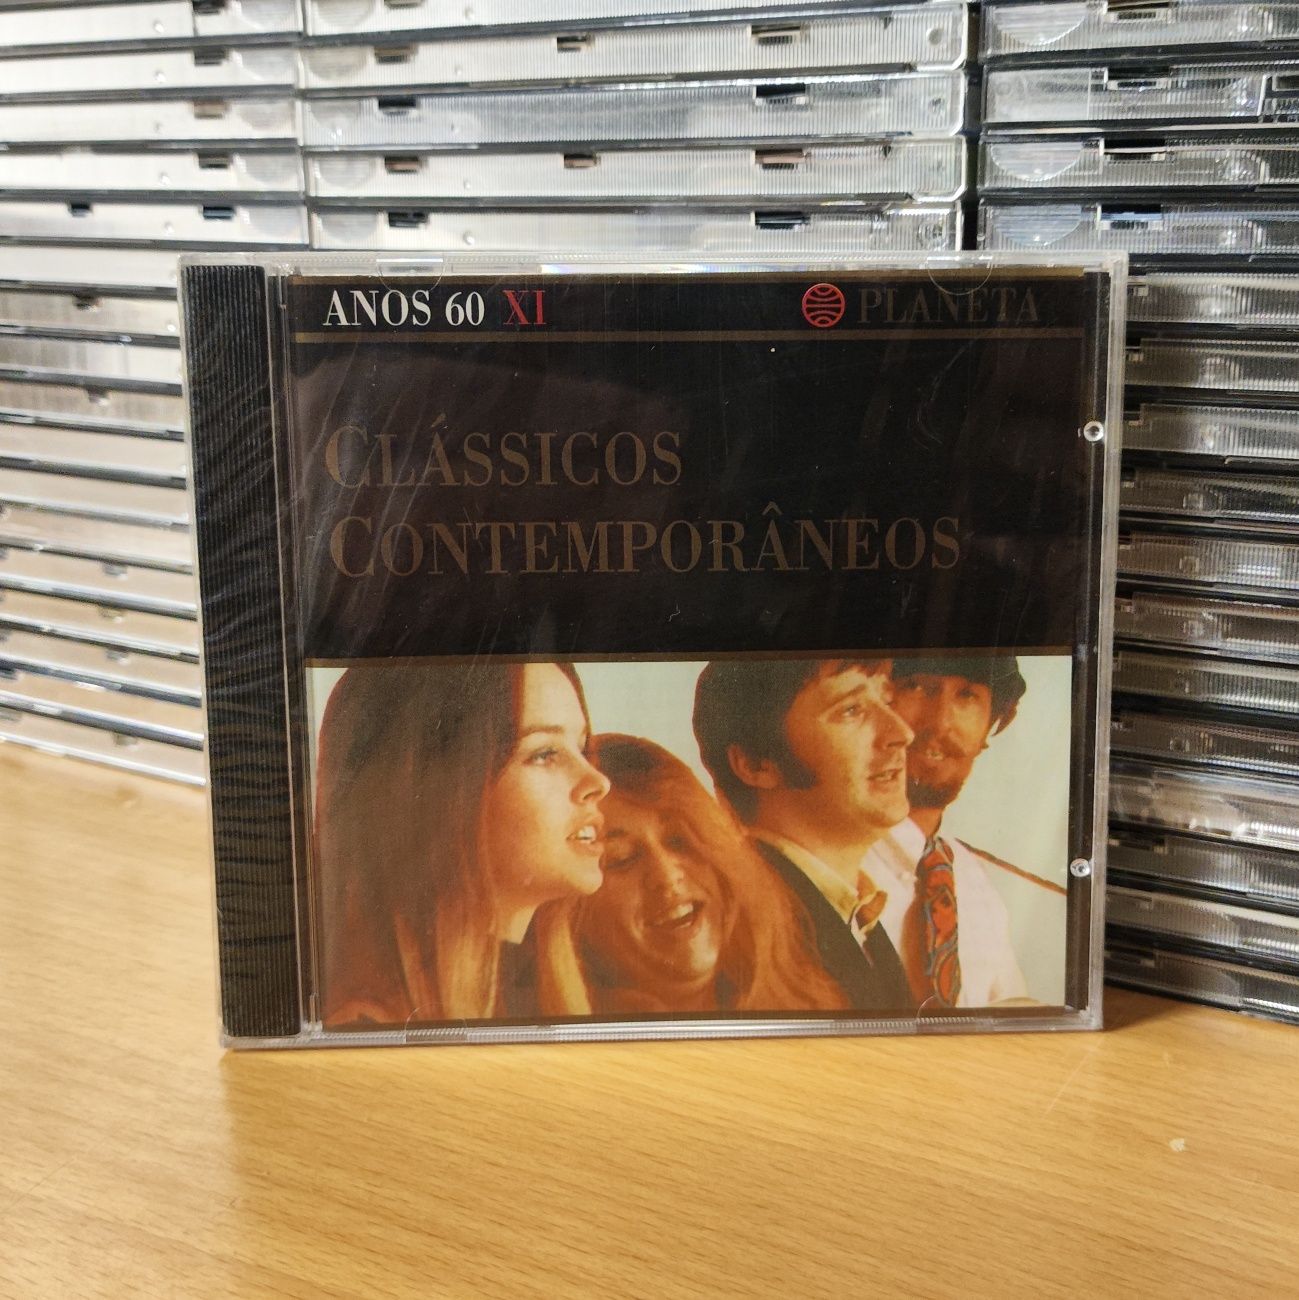 ANOS 60 XI
PLANETA
CLÁSSICOS
CONTEMPORÂNEOS